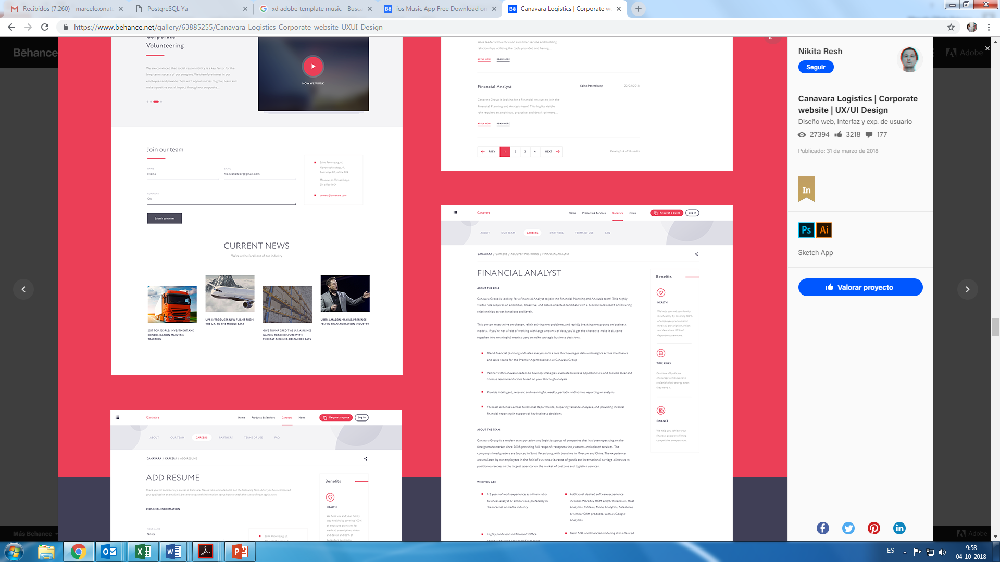 Recibidos (7.260) - marcelo.onate
PostgreSQL Ya
xd adobe template music - Busca
ios Music App Free Download on
Canavara Logistics | Corporate we
https://www.behance.net/gallery/63885255/Canavara-Logistics-Corporate-website-UXUI-Design
Bēhance
Adobe
Corporate
Volunteering
We are convinced that social responsibility is a key factor for the
long-term success of our company. We therefore invest in our
employees and provide them with opportunities to grow, learn and
make a positive social impact through our corporate...
HOW WE WORK
Join our team
NAME
Nikita
EMAIL
nik.resheteev@gmail.com
COMMENT
Ok
Submit comment
Saint Petersburg, ul.
Sobraniye BC, office 709
Moscow, pr. Vernadskogo,
29, office 1604
careers@canavara.com
CURRENT NEWS
We're at the forefront of our industry
2017 TOP 50 3PLS: INVESTMENT AND
CONSOLIDATION MAINTAIN
TRACTION
UPS INTRODUCES NEW FLIGHT FROM
THE U.S. TO THE MIDDLE EAST
GIVE TRUMP CREDIT AS U.S. AIRLINES
GAIN IN TRADE DISPUTE WITH
MIDEAST AIRLINES, DELTA EXEC SAYS
UBER, AMAZON MAKING PRESENCE
FELT IN TRANSPORTATION INDUSTRY
Canavara
Home
Products & Services
Canavara
News
Request a quote
Log in
ABOUT
OUR TEAM
CAREERS
PARTNERS
TERMS OF USE
FAQ
CANAVARA / CAREERS / ADD RESUME
ADD RESUME
Thank you for considering a career at Canavara. Please take a minute to fill out the following form. After you have completed
your application an email will be sent to you with information about how to check the status of your application.
PERSONAL INFORMATION
FIRST NAME
Nikita
Benefits
HEALTH
We help you and your family
stay healthy by covering 100%
of employee premiums for
medical, prescription, vision
and dental and 80% of
dependent premiums.
Saint Petersburg, ul.
sales leader with a focus on customer service and building
relationships utilizing the tools provided and having ...
APPLY NOW
READ MORE
Financial Analyst
Saint Petersburg
22/02/2018
Canavara Group is looking for a Financial Analyst to join the
Financial Planning and Analysis team! This highly visible
role requires an ambitious, proactive, and detail-oriented...
APPLY NOW
READ MORE
PREV
1
2
3
4
NEXT
Showing 1-4 of 18 results
Canavara
Home
Products & Services
Canavara
News
Request a quote
Log in
ABOUT
OUR TEAM
CAREERS
PARTNERS
TERMS OF USE
FAQ
CANAVARA / CAREERS / ALL OPEN POSITIONS / FINANCIAL ANALYST
FINANCIAL ANALYST
ABOUT THE ROLE
Canavara Group is looking for a Financial Analyst to join the Financial Planning and Analysis team! This highly
visible role requires an ambitious, proactive, and detail-oriented candidate with a proven track record of fostering
relationships across functions and levels.
This person must thrive on change, relish solving new problems, and rapidly breaking new ground on business
models. If you're not afraid of working with large amounts of data, you'll get the chance to make it all come
together into meaningful metrics used to make strategic business decisions.
Blend financial planning and sales analysis into a role that leverages data and insights across the finance
and sales teams for the Premier Agent business at Canavara Group
Partner with Canavara leaders to develop strategies, evaluate business opportunities, and provide clear and
concise recommendations based on your thorough analysis
Provide intelligent, relevant and meaningful weekly, periodic and ad-hoc reporting or analysis
Forecast expenses across functional departments, preparing variance analyses, and providing internal
financial reporting in support of key business decisions
ABOUT THE TEAM
Canavara Group is a modern transportation and logistics group of companies that has been operating on the
foreign trade market since 2008 providing full range of transportation, customs and related services. The
company's headquarters are located in Saint Petersburg, with branches in Moscow and China. The experience
accumulated by our employees in the field of customs clearance of goods and international carriage allows us to
position ourselves as the largest operator on the market of customs and logistics services.
WHO YOU ARE
1-2 years of work experience as a financial or
business analyst or similar role, preferably in
the internet or media industry
Highly proficient in Microsoft Office
applications with advanced Excel skills
Additional desired software experience
includes Workday HCM and/or Financials, Host
Analytics, Tableau, Mode Analytics, Salesforce
or similar CRM products, such as Google
Analytics
Basic SQL and financial modeling skills desired
Benefits
HEALTH
We help you and your family
stay healthy by covering 100%
of employee premiums for
medical, prescription, vision
and dental and 80% of
dependent premiums.
TIME AWAY
Our time off policies
encourages employees to
replenish their energy when
they need it.
FINANCE
We help you achieve your
financial goals by offering
competitive compensation.
Nikita Resh
Seguir
Canavara Logistics | Corporate
website | UX/UI Design
Diseño web, Interfaz y exp. de usuario
27394
3218
177
Publicado: 31 de marzo de 2018
In
Ps
Ai
Sketch App
Valorar proyecto
Más Behance
Adobe
ES
9:58
04-10-2018